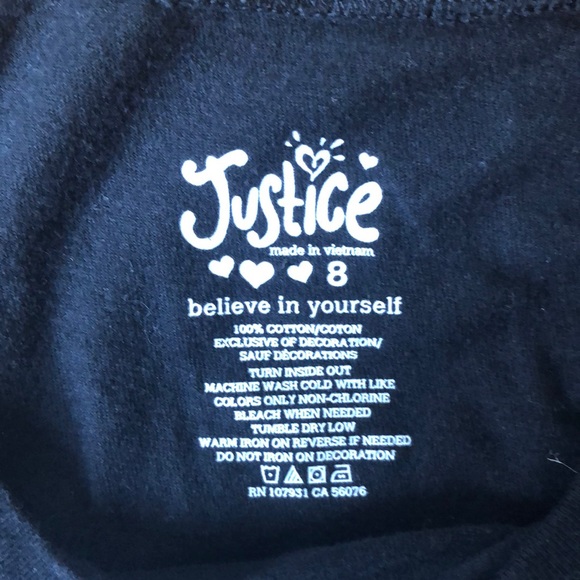 Justice
made in vietnam
8
believe in yourself
100% COTTON/COTON
EXCLUSIVE OF DECORATION/
SAUF DÉCORATIONS
TURN INSIDE OUT
MACHINE WASH COLD WITH LIKE
COLORS ONLY NON-CHLORINE
BLEACH WHEN NEEDED
TUMBLE DRY LOW
WARM IRON ON REVERSE IF NEEDED
DO NOT IRON ON DECORATION
RN 107931 CA 56076